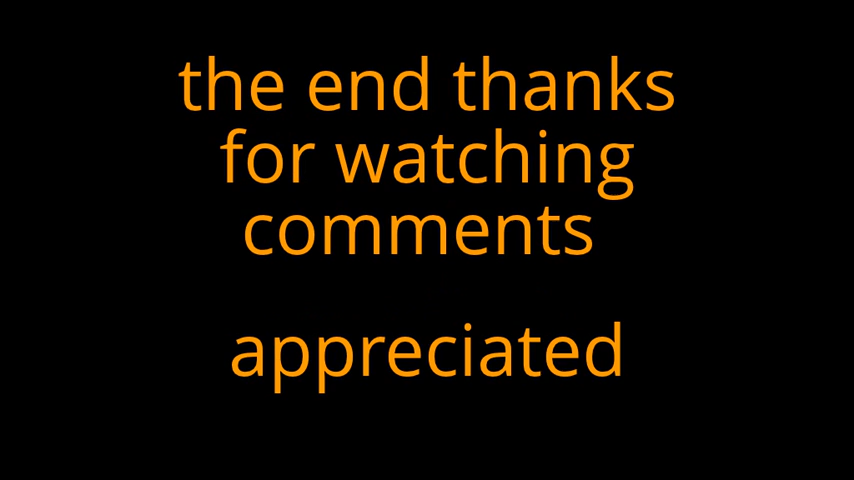 the end thanks
for watching
comments
appreciated